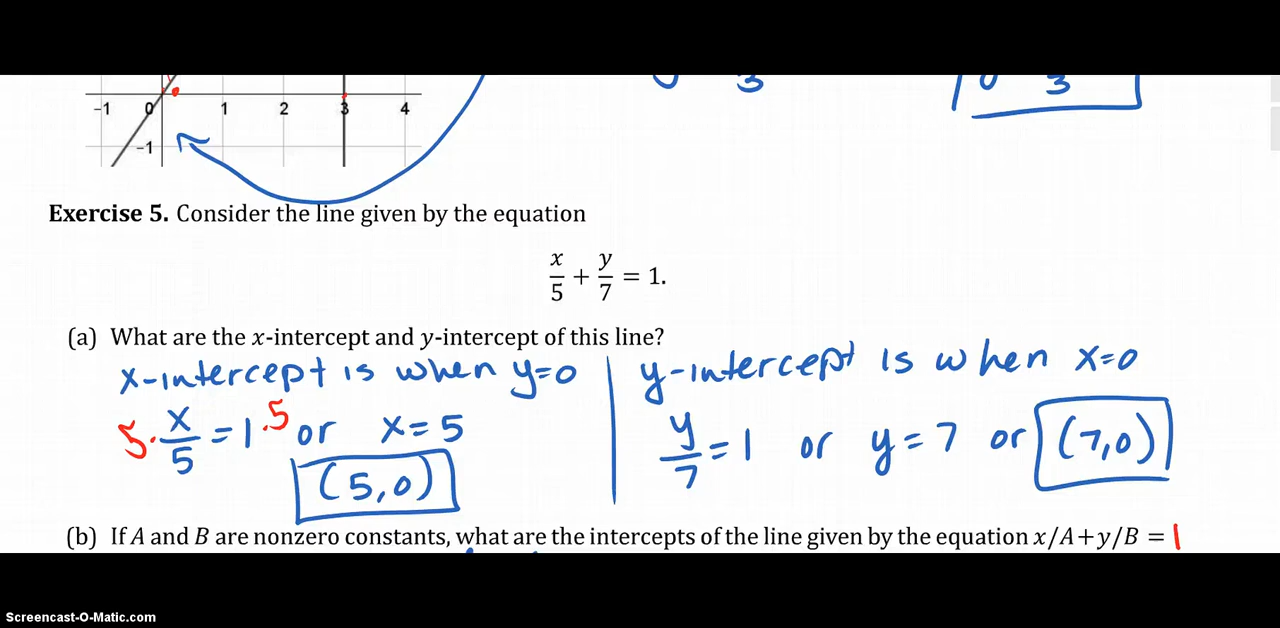 3
3
-1 0 1 2 3 4
-1
Exercise 5. Consider the line given by the equation
x/5 + y/7 = 1.
(a) What are the x-intercept and y-intercept of this line?
x-intercept is when y=0
5·x/5 = 1·5 or x=5
(5,0)
y-intercept is when x=0
y/7 = 1 or y=7 or (7,0)
(b) If A and B are nonzero constants, what are the intercepts of the line given by the equation x/A+y/B = 1
Screencast-O-Matic.com